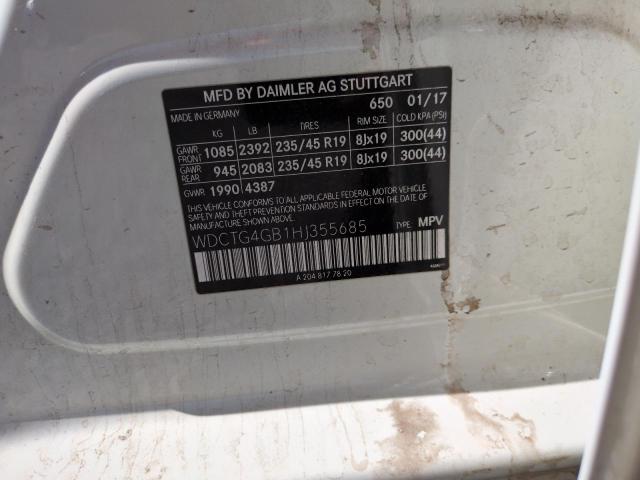 MFD BY DAIMLER AG STUTTGART
MADE IN GERMANY 650 01/17
KG LB TIRES RIM SIZE COLD KPA (PSI)
GAWR FRONT 1085 2392 235/45 R19 8Jx19 300(44)
GAWR REAR 945 2083 235/45 R19 8Jx19 300(44)
GVWR 1990 4387
THIS VEHICLE CONFORMS TO ALL APPLICABLE FEDERAL MOTOR VEHICLE
SAFETY AND THEFT PREVENTION STANDARDS IN EFFECT ON THE
DATE OF MANUFACTURE SHOWN ABOVE.
WDCTG4GB1HJ355685 TYPE: MPV
A 204 817 78 20